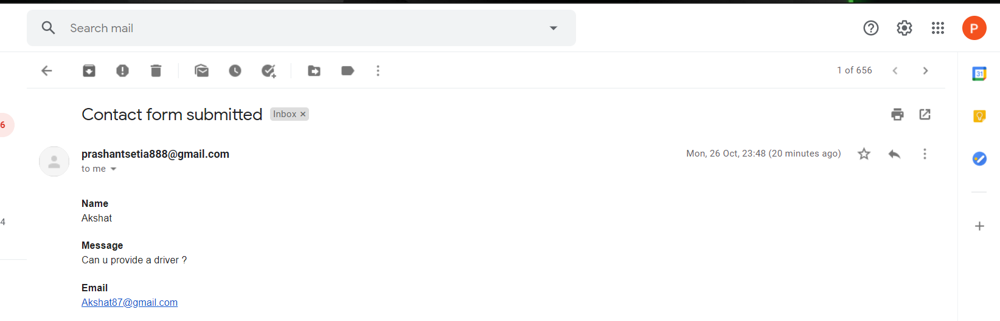 Search mail
P
1 of 656
31
Contact form submitted Inbox ×
6
prashantsetia888@gmail.com
Mon, 26 Oct, 23:48 (20 minutes ago)
to me
Name
Akshat
4
Message
Can u provide a driver ?
Email
Akshat87@gmail.com